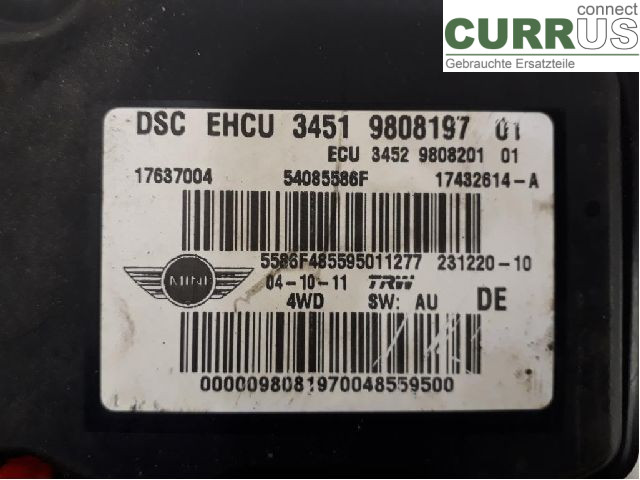 connect
CURRUS
Gebrauchte Ersatzteile
DSC EHCU 3451 9808197 01
ECU 3452 9808201 01
17637004 54085586F 17432614-A
5586F485595011277 231220-10
MINI 04-10-11 TRW
4WD SW: AU DE
0000098081970048559500